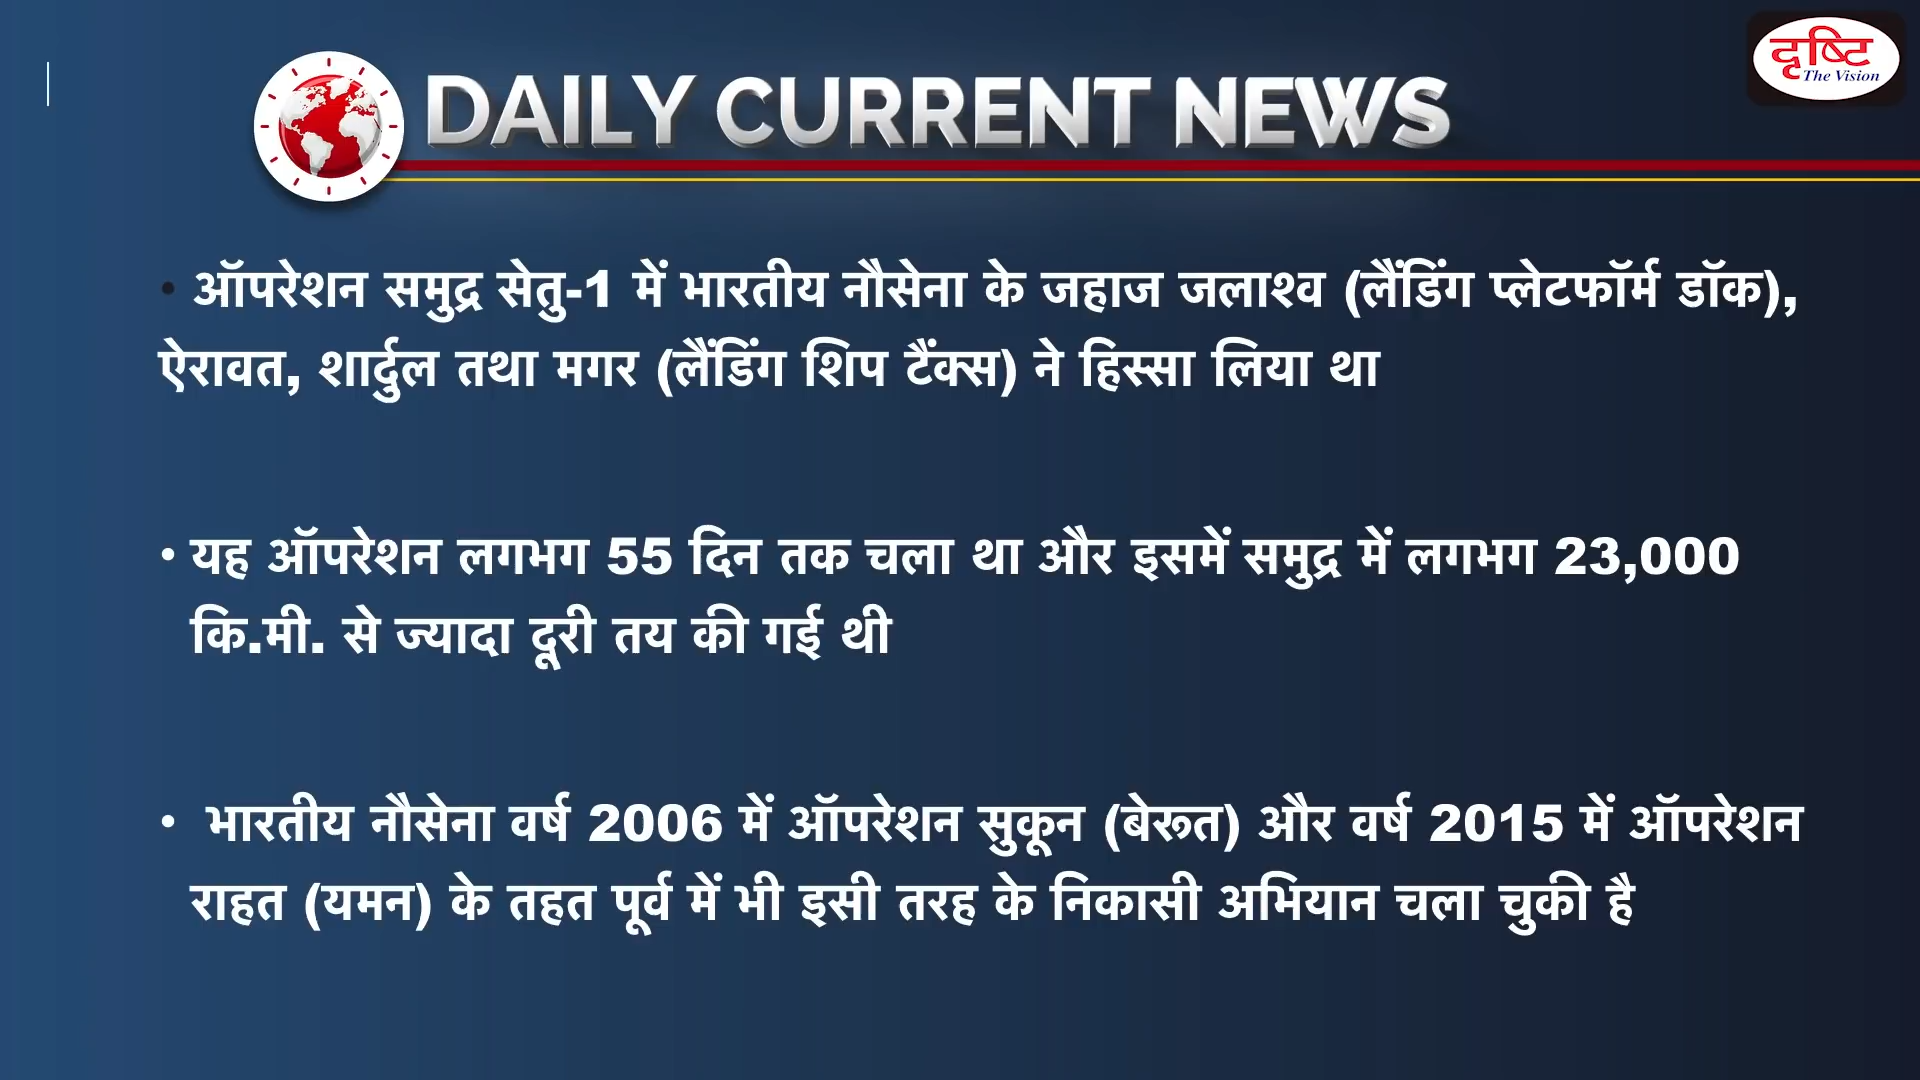 दृष्टि
The Vision
DAILY CURRENT NEWS
• ऑपरेशन समुद्र सेतु-1 में भारतीय नौसेना के जहाज जलाश्व (लैंडिंग प्लेटफॉर्म डॉक),
ऐरावत, शार्दुल तथा मगर (लैंडिंग शिप टैंक्स) ने हिस्सा लिया था
• यह ऑपरेशन लगभग 55 दिन तक चला था और इसमें समुद्र में लगभग 23,000
कि.मी. से ज्यादा दूरी तय की गई थी
• भारतीय नौसेना वर्ष 2006 में ऑपरेशन सुकून (बेरूत) और वर्ष 2015 में ऑपरेशन
राहत (यमन) के तहत पूर्व में भी इसी तरह के निकासी अभियान चला चुकी है